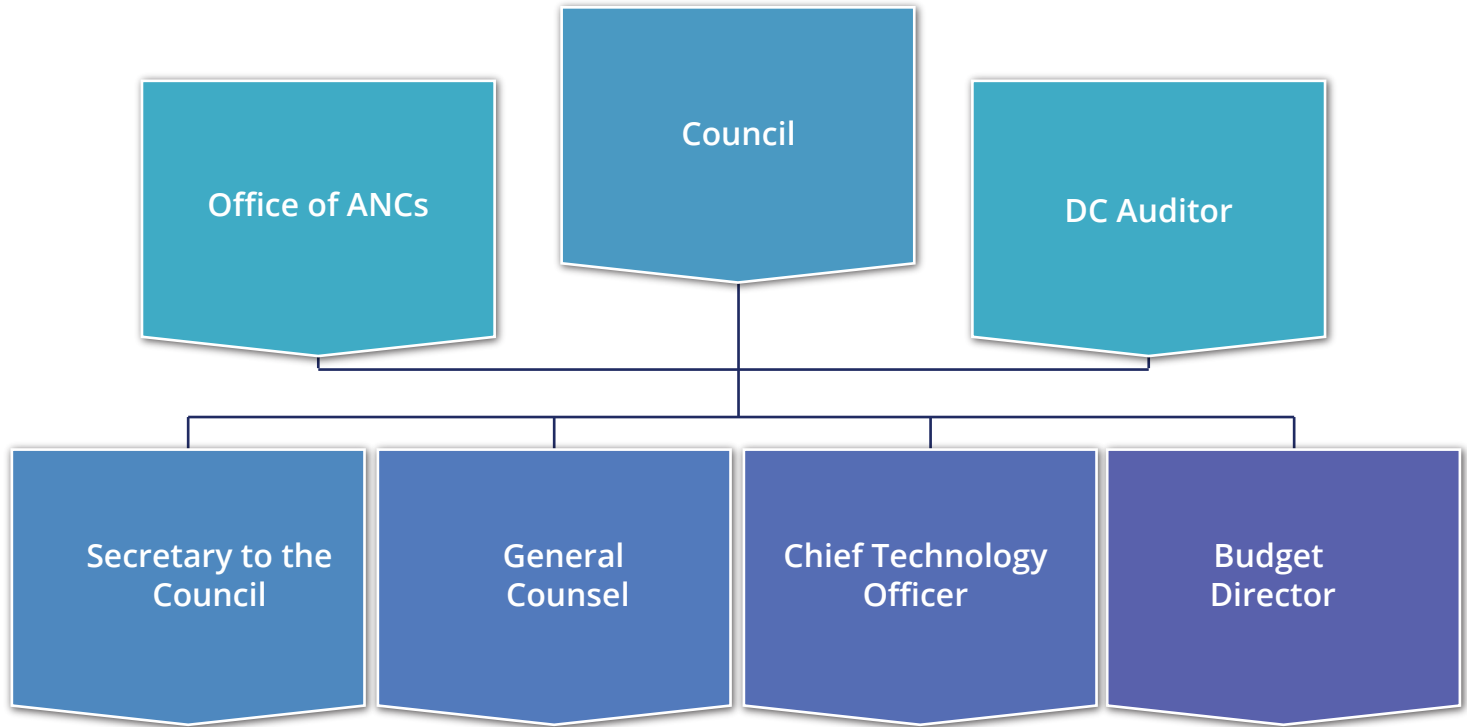 Council
Office of ANCs
DC Auditor
Secretary to the
Council
General
Counsel
Chief Technology
Officer
Budget
Director